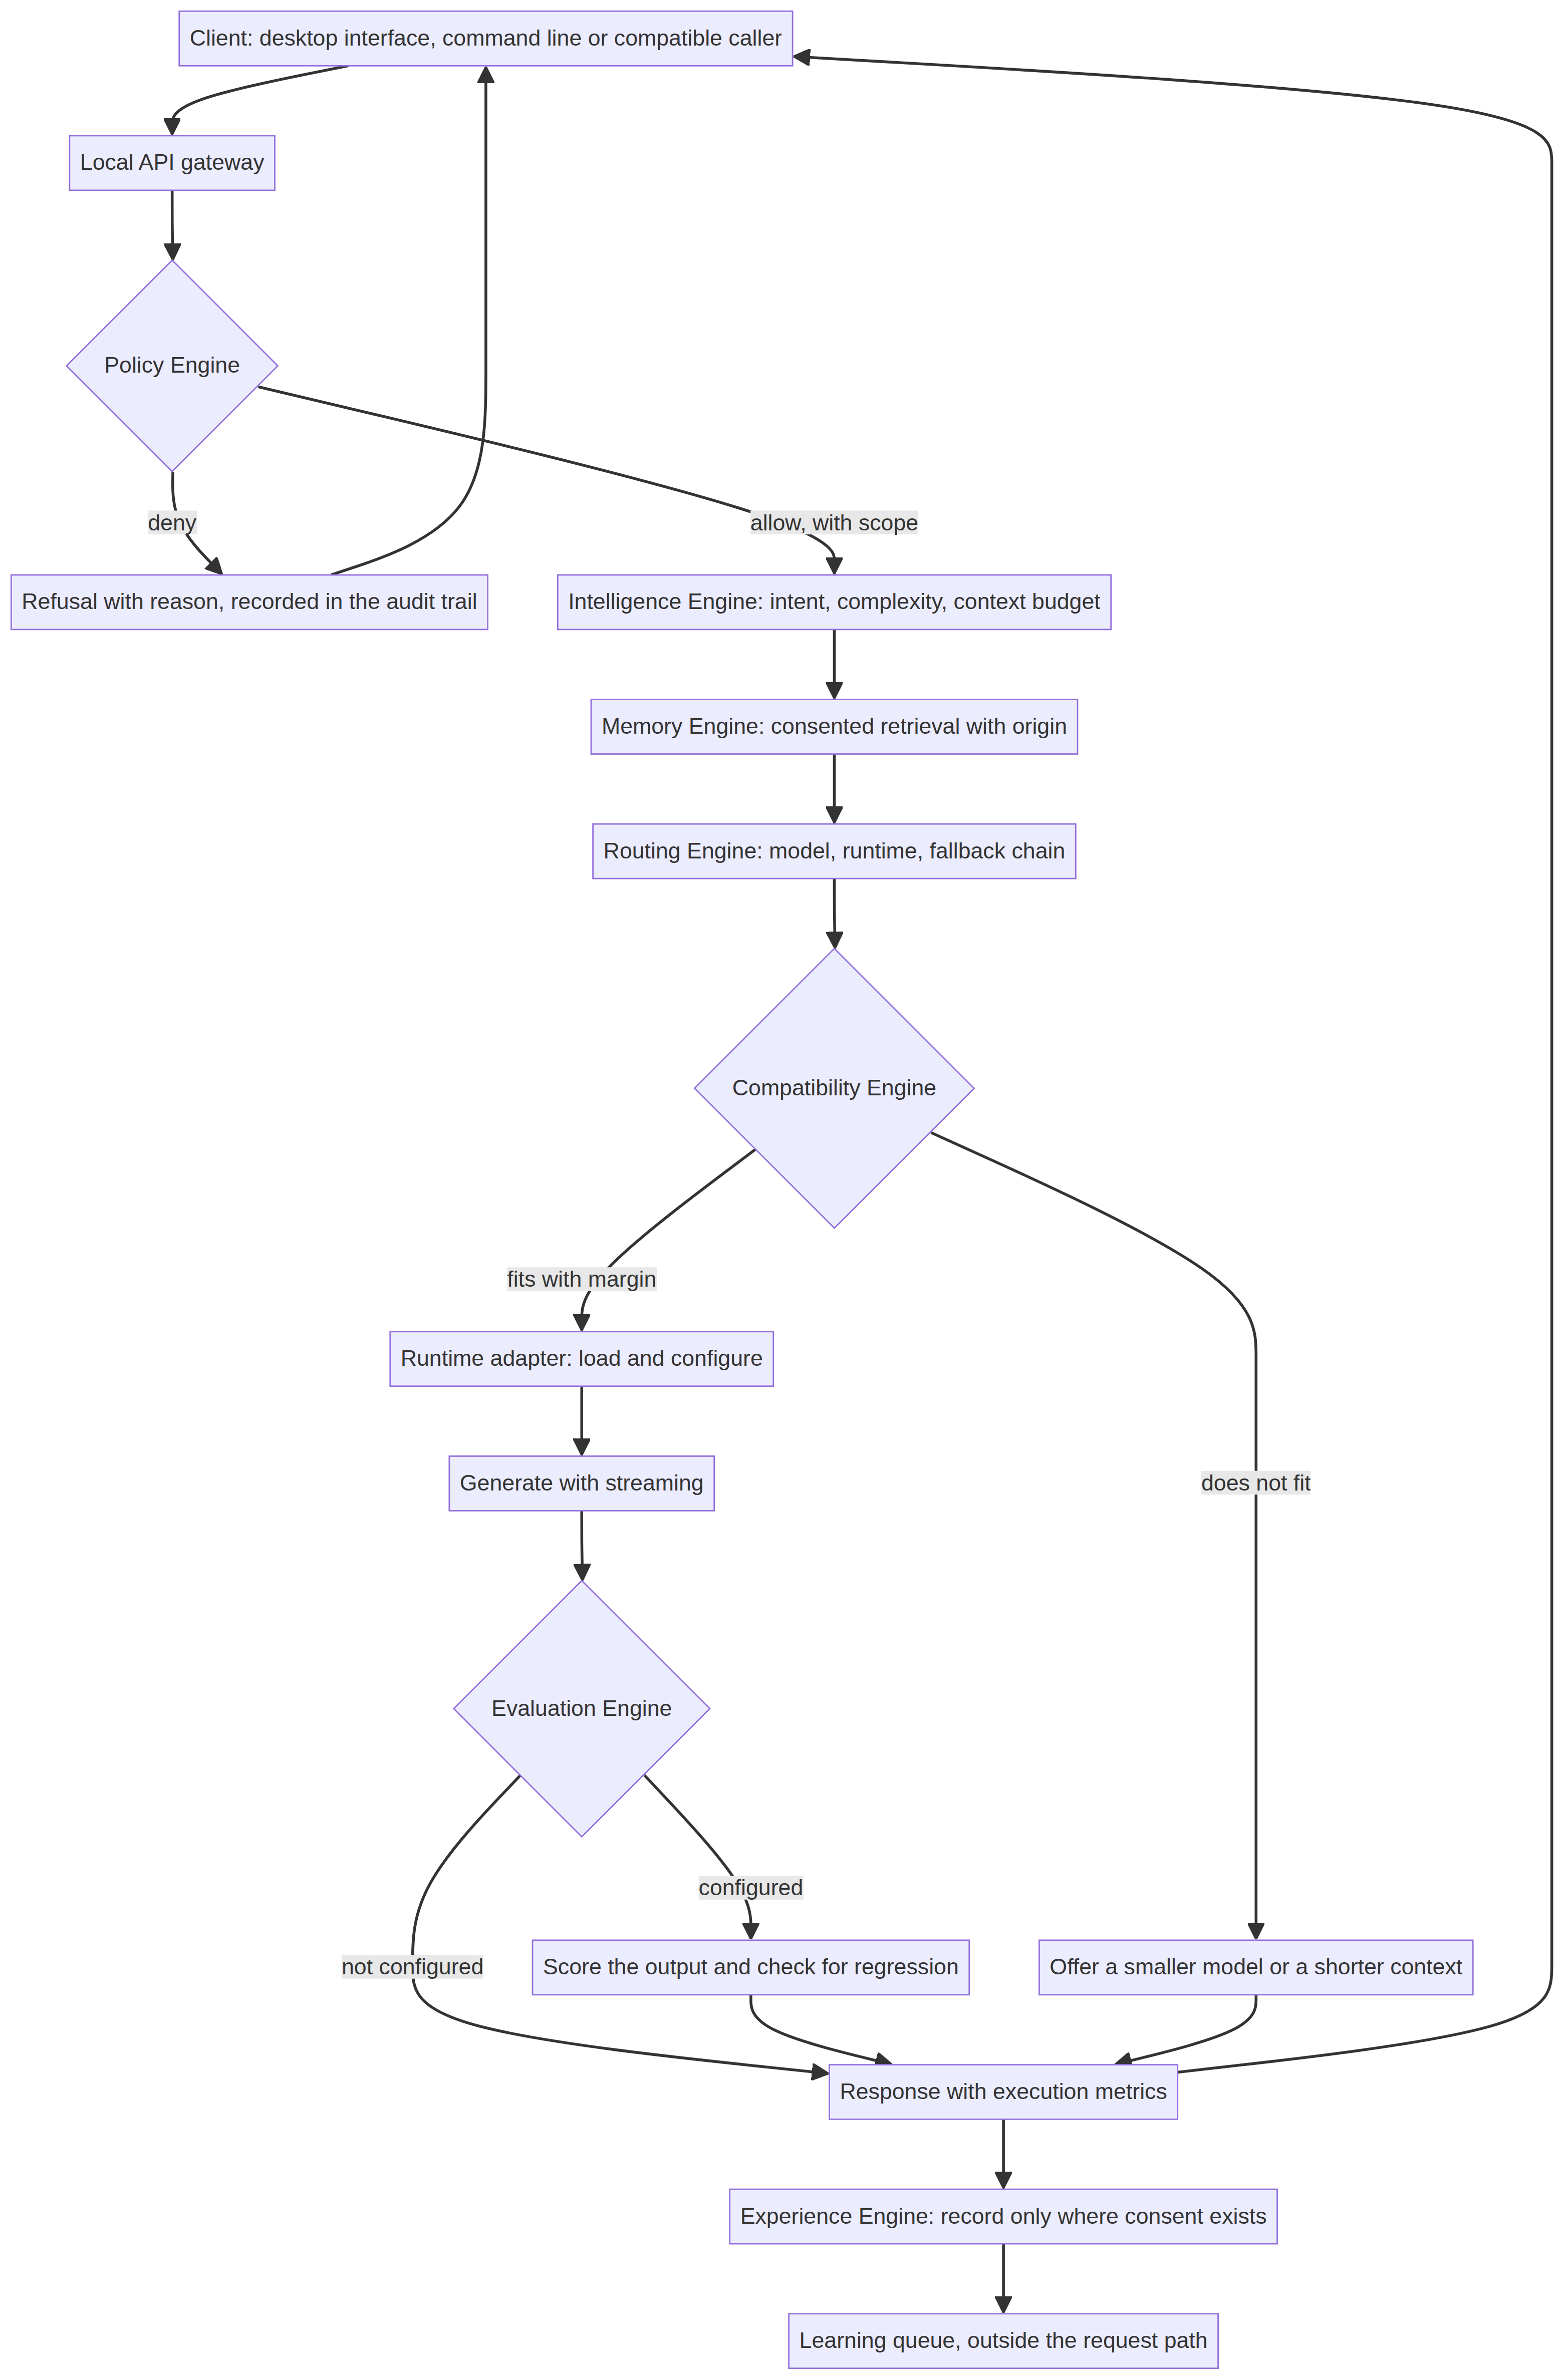 Client: desktop interface, command line or compatible caller
Local API gateway
Policy Engine
deny
allow, with scope
Refusal with reason, recorded in the audit trail
Intelligence Engine: intent, complexity, context budget
Memory Engine: consented retrieval with origin
Routing Engine: model, runtime, fallback chain
Compatibility Engine
fits with margin
Runtime adapter: load and configure
Generate with streaming
does not fit
Evaluation Engine
configured
not configured
Score the output and check for regression
Offer a smaller model or a shorter context
Response with execution metrics
Experience Engine: record only where consent exists
Learning queue, outside the request path